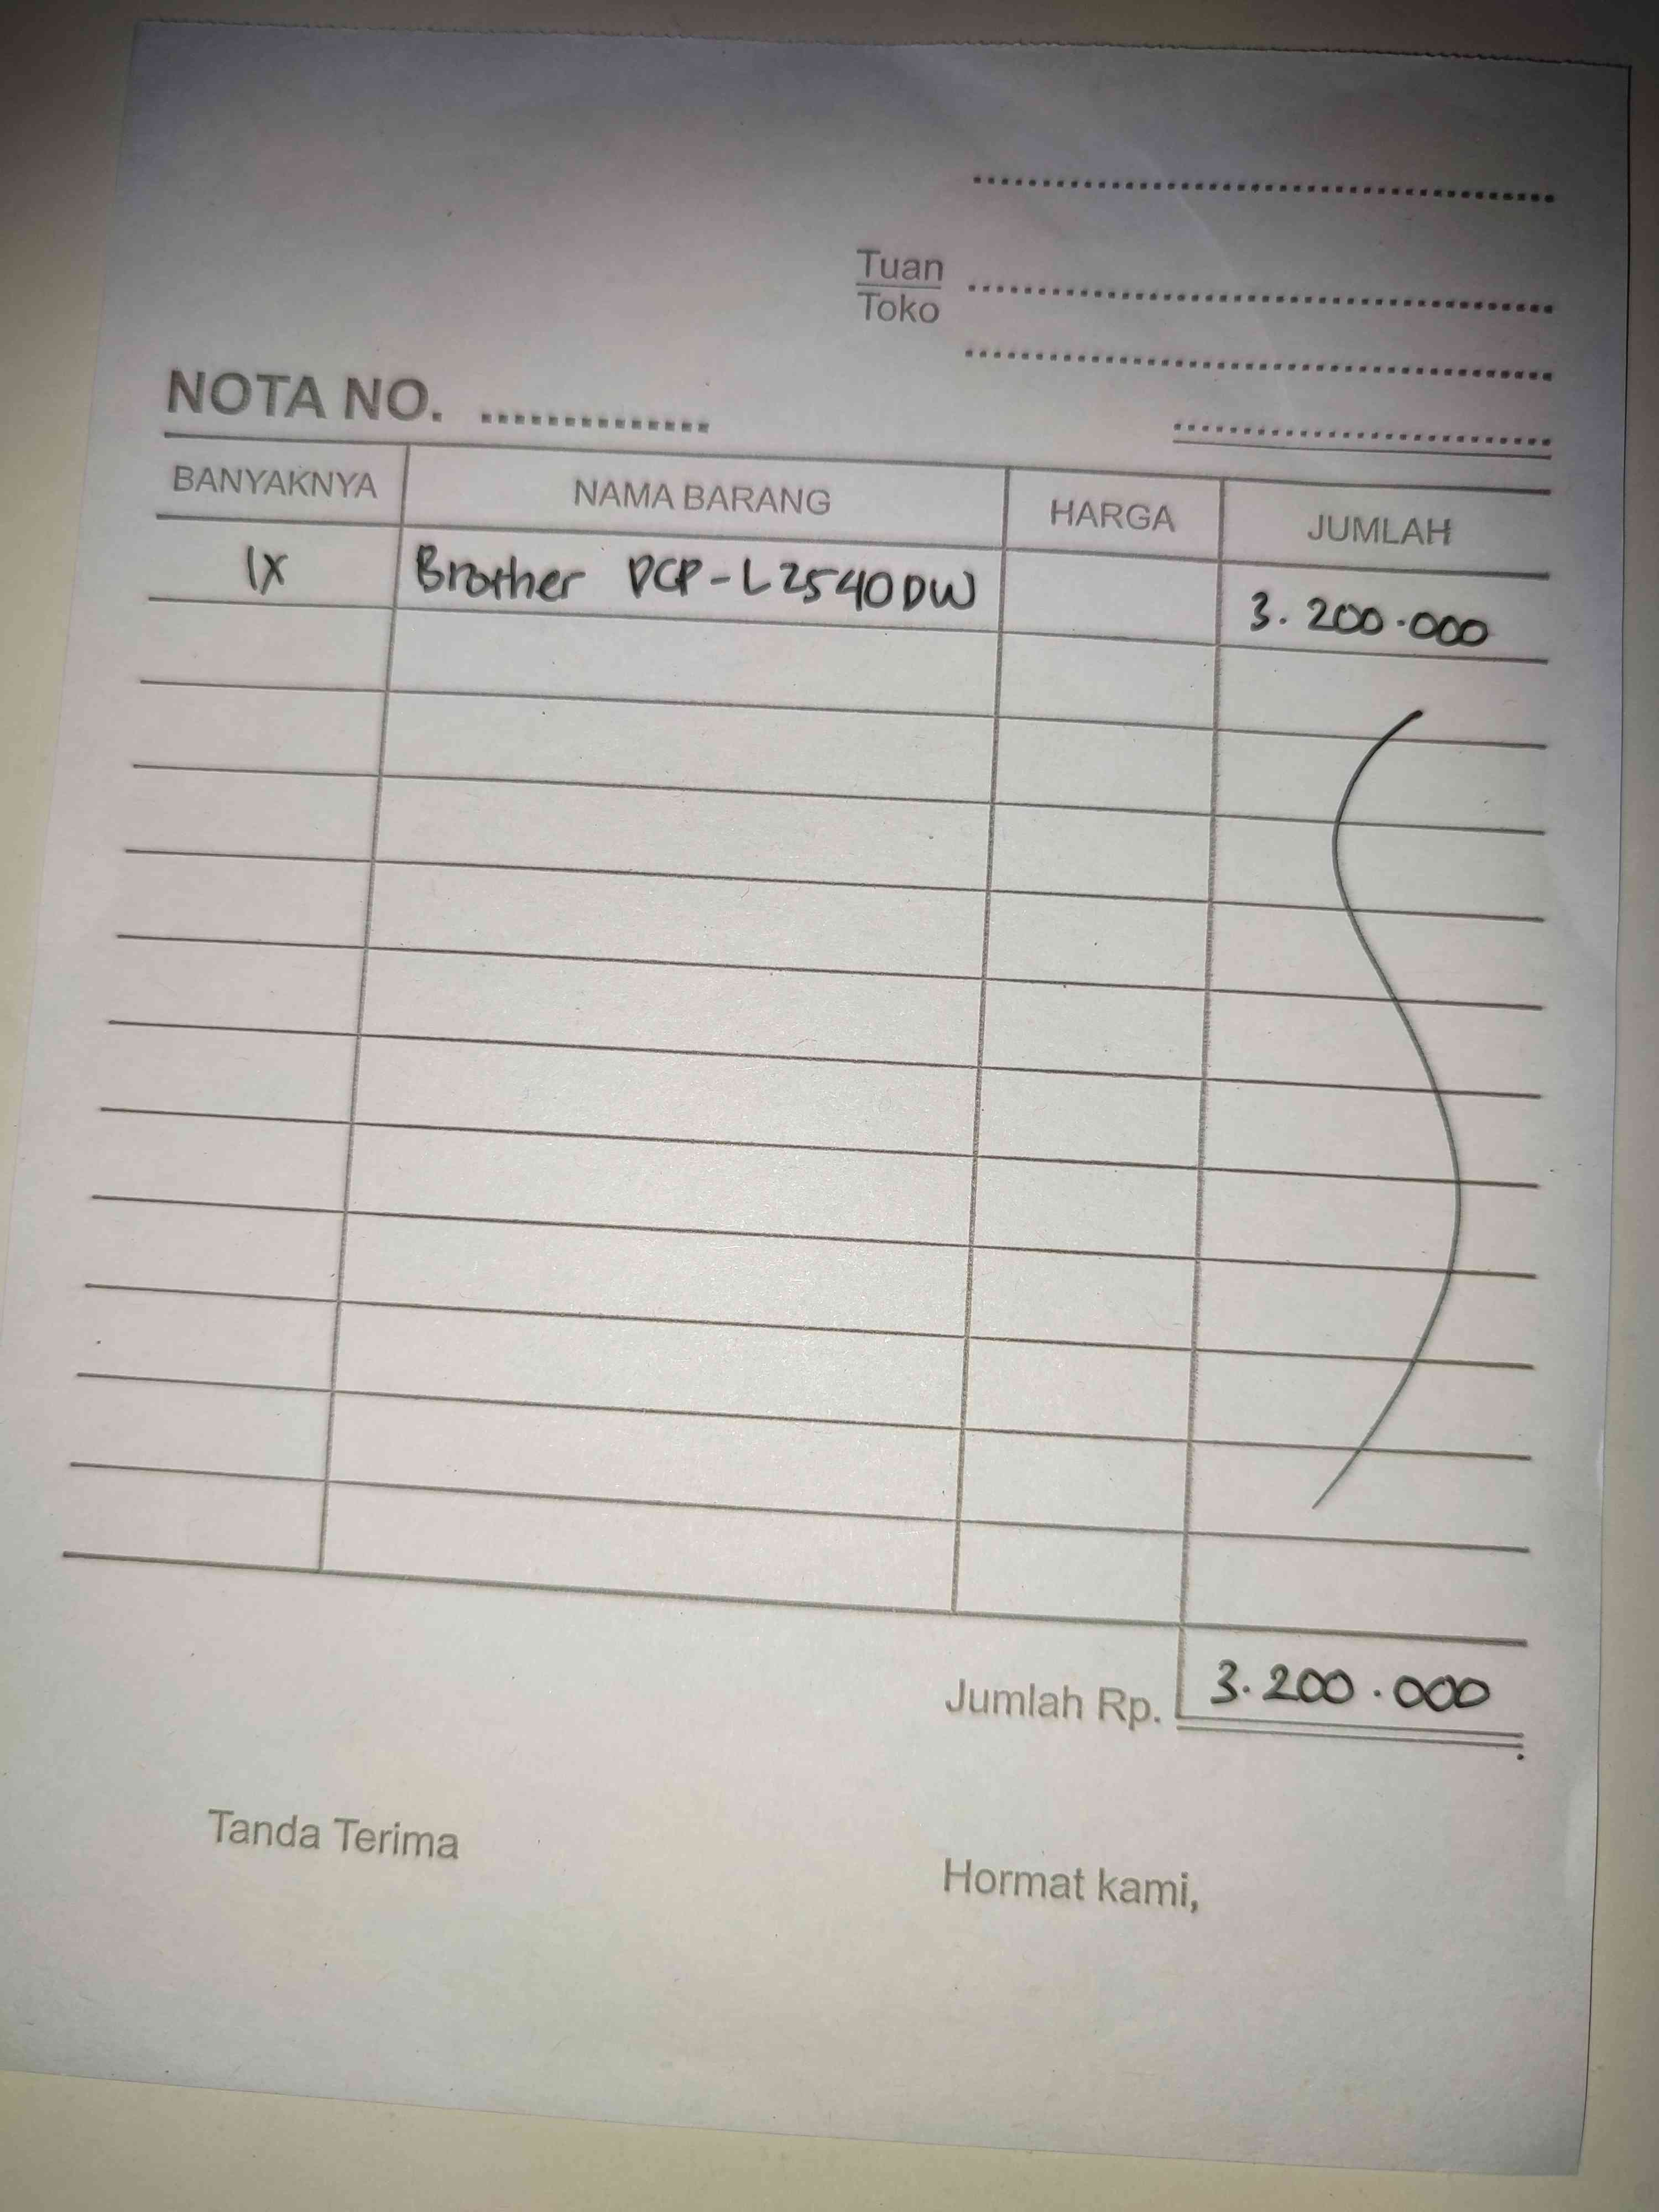 Tuan
Toko
NOTA NO. ..............
BANYAKNYA NAMA BARANG HARGA JUMLAH
1X Brother DCP-L2540DW 3.200.000
Jumlah Rp. 3.200.000
Tanda Terima
Hormat kami,